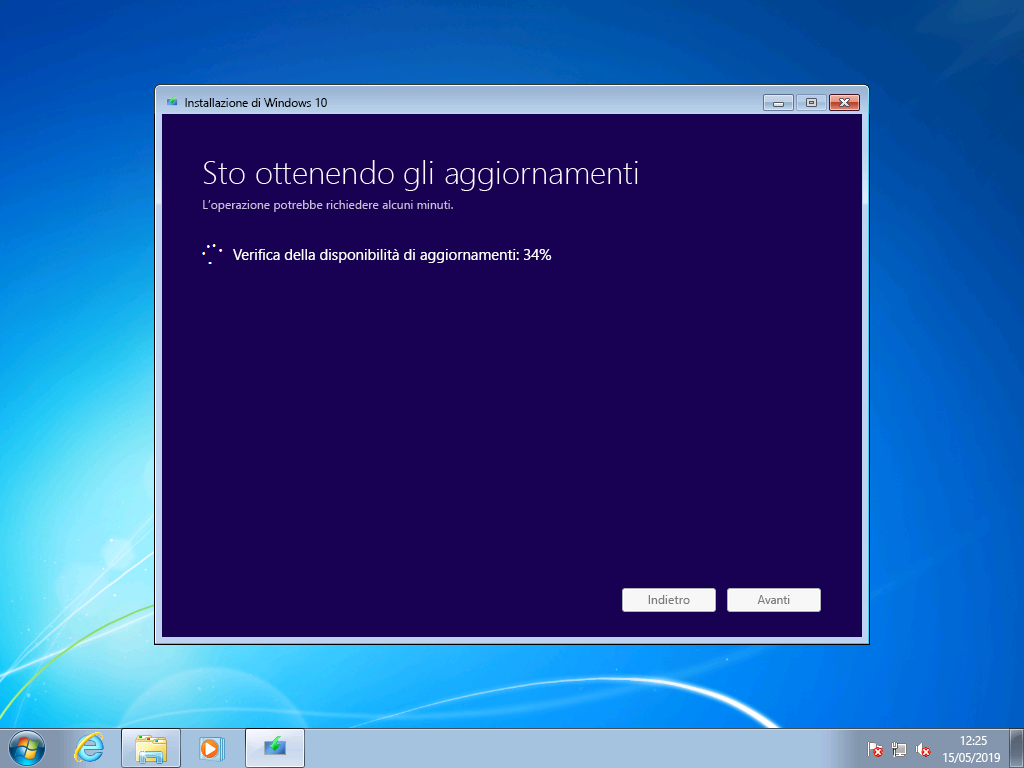 Installazione di Windows 10
Sto ottenendo gli aggiornamenti
L'operazione potrebbe richiedere alcuni minuti.
Verifica della disponibilità di aggiornamenti: 34%
Indietro
Avanti
12:25
15/05/2019